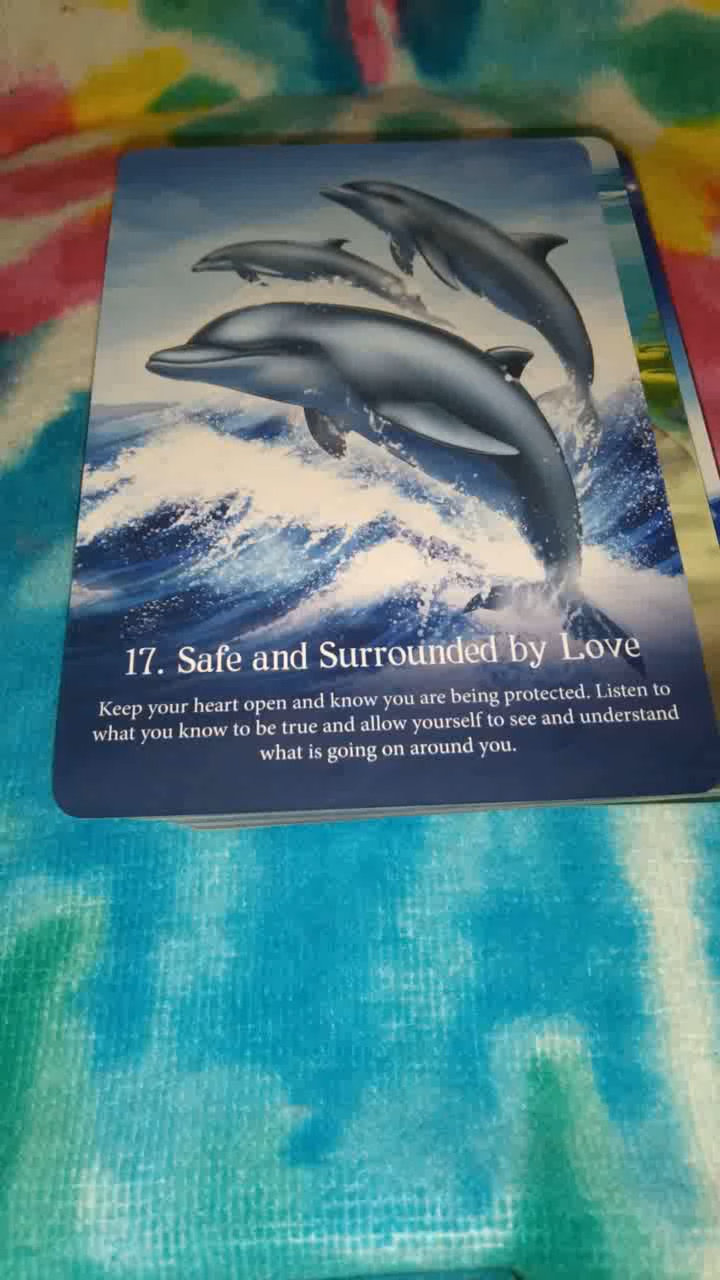 17. Safe and Surrounded by Love
Keep your heart open and know you are being protected. Listen to
what you know to be true and allow yourself to see and understand
what is going on around you.